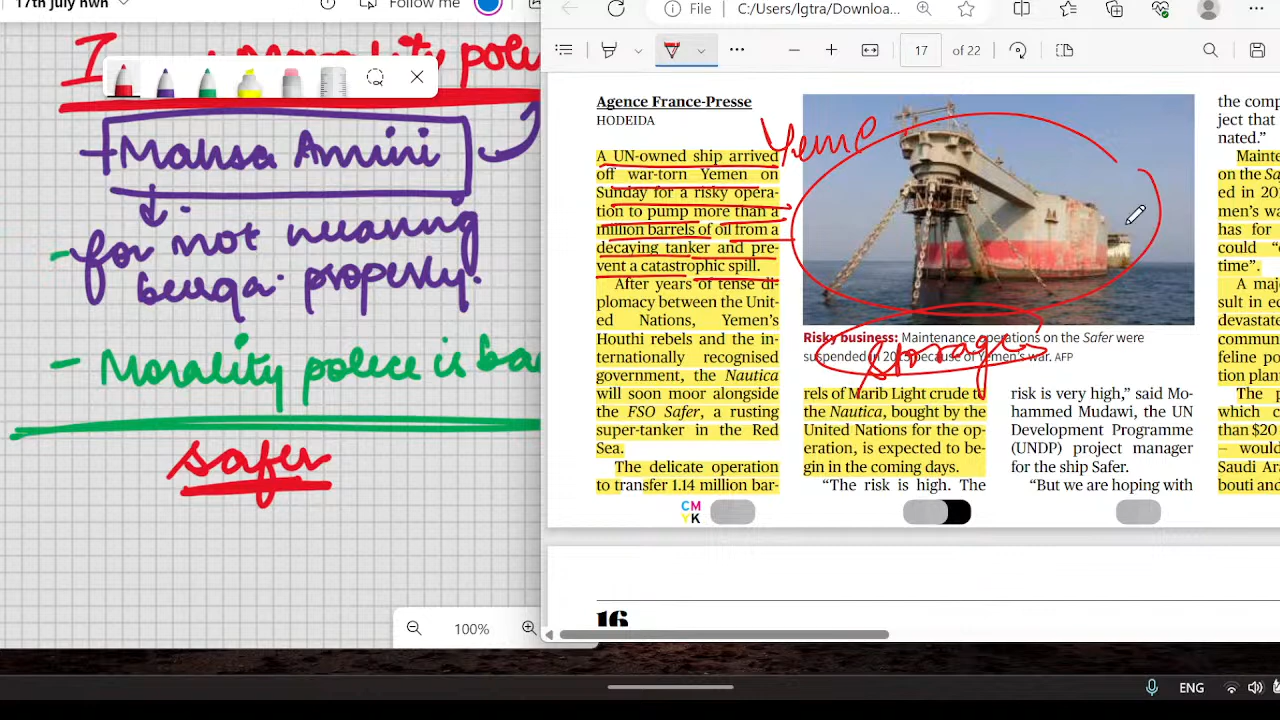 17th july nwn
Follow me
File
C:/Users/lgtra/Downloa...
17 of 22
morality polic
Mahsa Amini
for not wearing
properly.
- Morality police is ba
safer
100%
Agence France-Presse
HODEIDA
A UN-owned ship arrived
off war-torn Yemen on
Sunday for a risky opera-
tion to pump more than a
million barrels of oil from a
decaying tanker and pre-
vent a catastrophic spill.
After years of tense di-
plomacy between the Unit-
ed Nations, Yemen's
Houthi rebels and the in-
ternationally recognised
government, the Nautica
will soon moor alongside
the FSO Safer, a rusting
super-tanker in the Red
Sea.
The delicate operation
to transfer 1.14 million bar-
Risky business: Maintenance operations on the Safer were
suspended in because of Yemen's war. AFP
rels of Marib Light crude to
the Nautica, bought by the
United Nations for the op-
eration, is expected to be-
gin in the coming days.
"The risk is high. The
risk is very high," said Mo-
hammed Mudawi, the UN
Development Programme
(UNDP) project manager
for the ship Safer.
"But we are hoping with
the comp
ject that
nated."
Mainte
on the Sa
ed in 20
men's wa
has for
could "e
time".
A majo
sult in ec
devastate
commun
feline po
tion plan
The p
which c
than $20
– would
Saudi Ar
bouti and
CM
YK
16
ENG